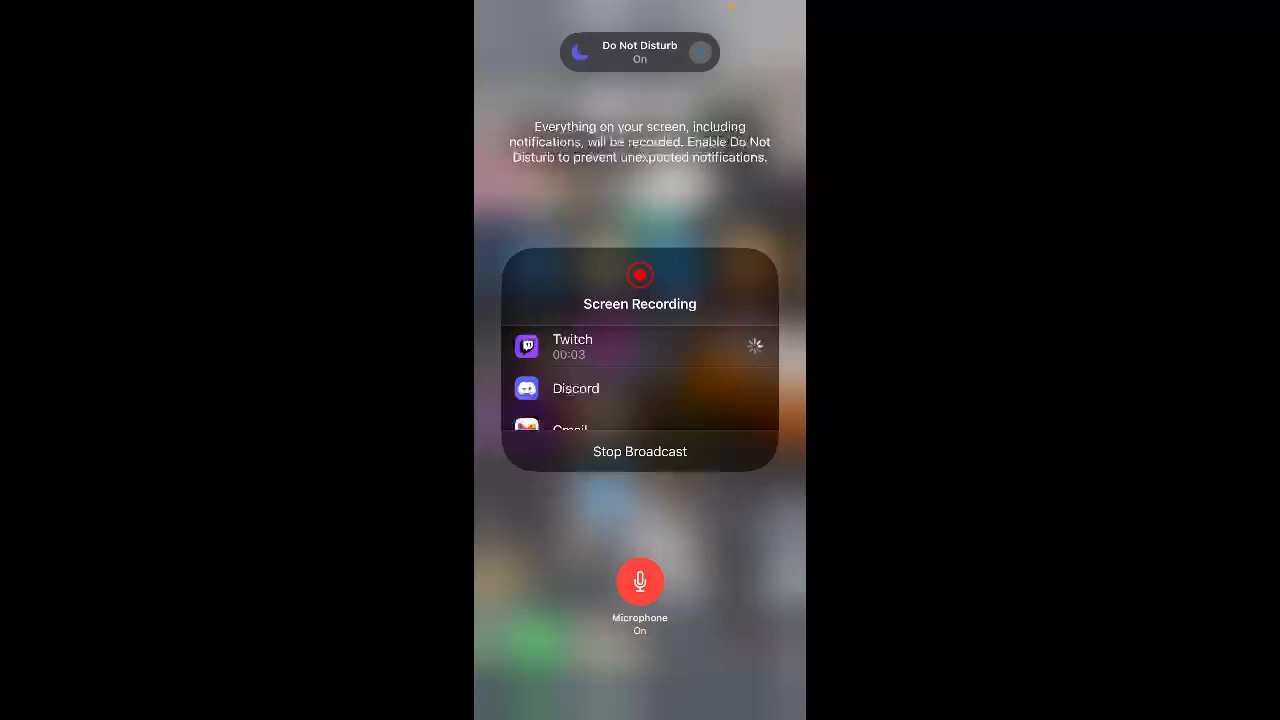 Do Not Disturb
On
Everything on your screen, including
notifications, will be recorded. Enable Do Not
Disturb to prevent unexpected notifications.
Screen Recording
Twitch
00:03
Discord
Gmail
Stop Broadcast
Microphone
On